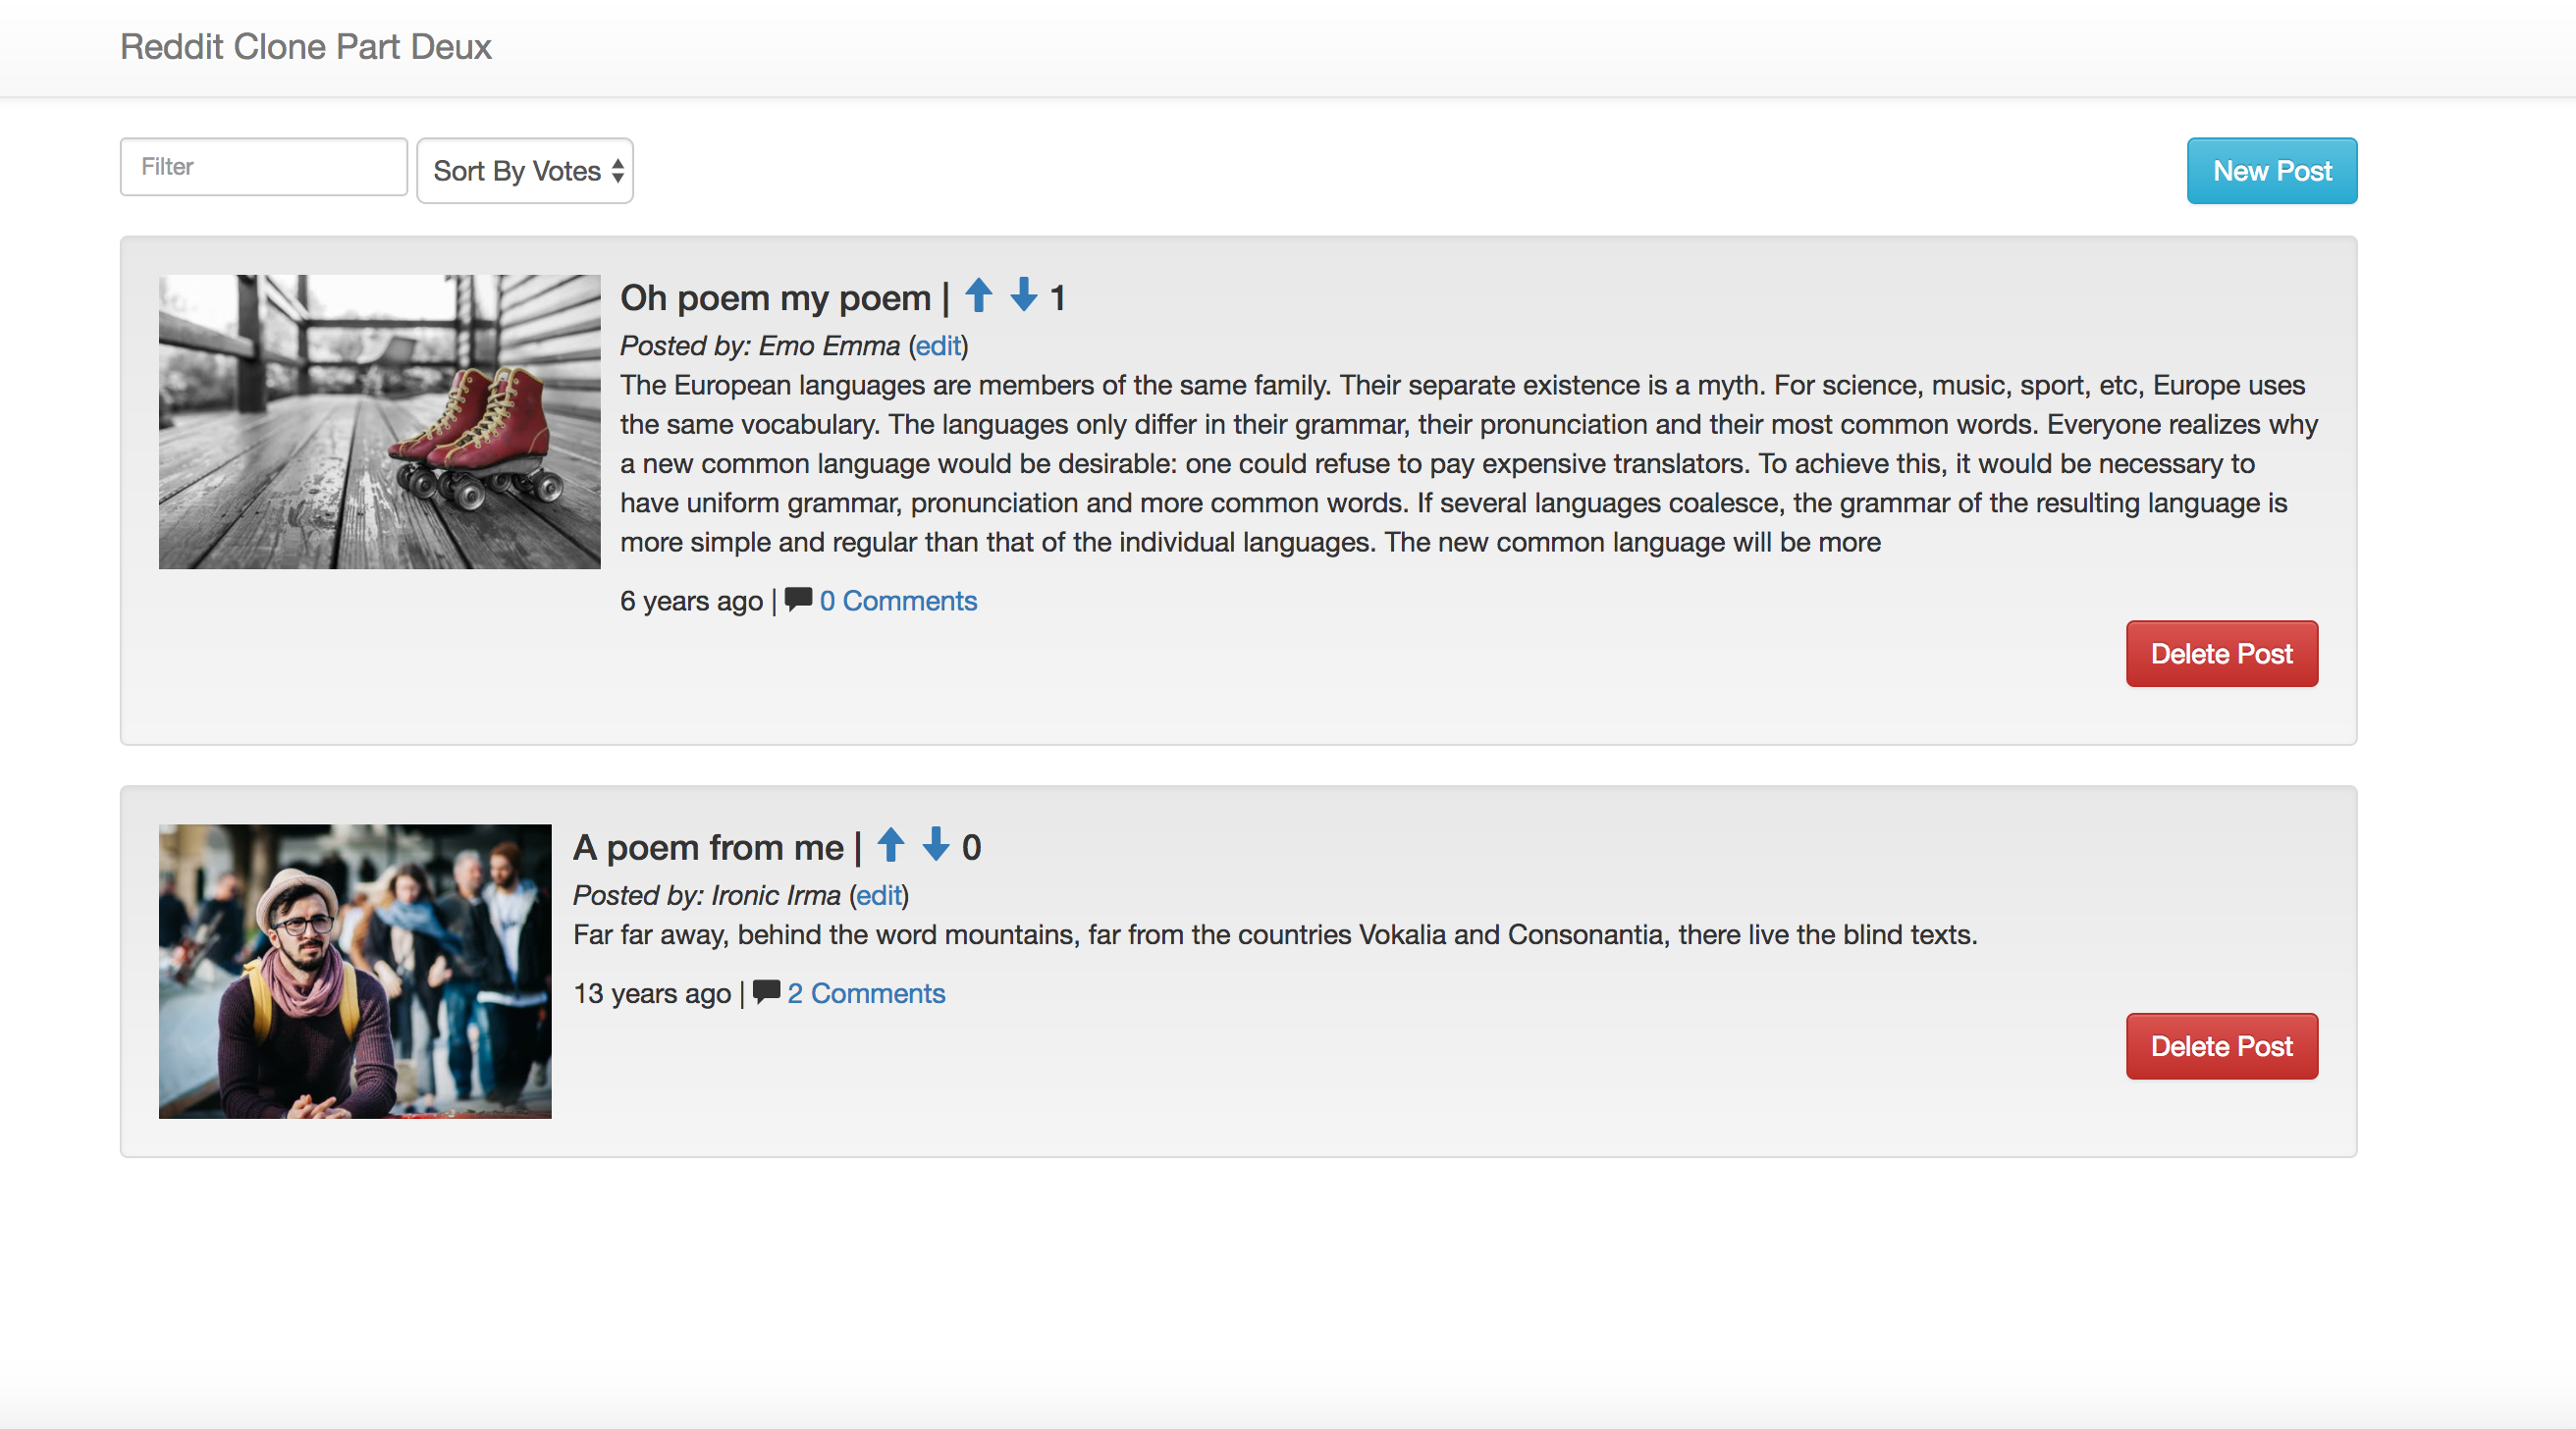 Reddit Clone Part Deux
Filter
Sort By Votes
New Post
Oh poem my poem | 1
Posted by: Emo Emma (edit)
The European languages are members of the same family. Their separate existence is a myth. For science, music, sport, etc, Europe uses
the same vocabulary. The languages only differ in their grammar, their pronunciation and their most common words. Everyone realizes why
a new common language would be desirable: one could refuse to pay expensive translators. To achieve this, it would be necessary to
have uniform grammar, pronunciation and more common words. If several languages coalesce, the grammar of the resulting language is
more simple and regular than that of the individual languages. The new common language will be more
6 years ago | 0 Comments
Delete Post
A poem from me | 0
Posted by: Ironic Irma (edit)
Far far away, behind the word mountains, far from the countries Vokalia and Consonantia, there live the blind texts.
13 years ago | 2 Comments
Delete Post